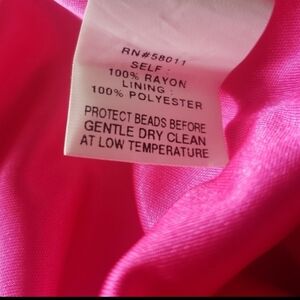 RN#58011
SELF :
100% RAYON
LINING :
100% POLYESTER
PROTECT BEADS BEFORE
GENTLE DRY CLEAN
AT LOW TEMPERATURE